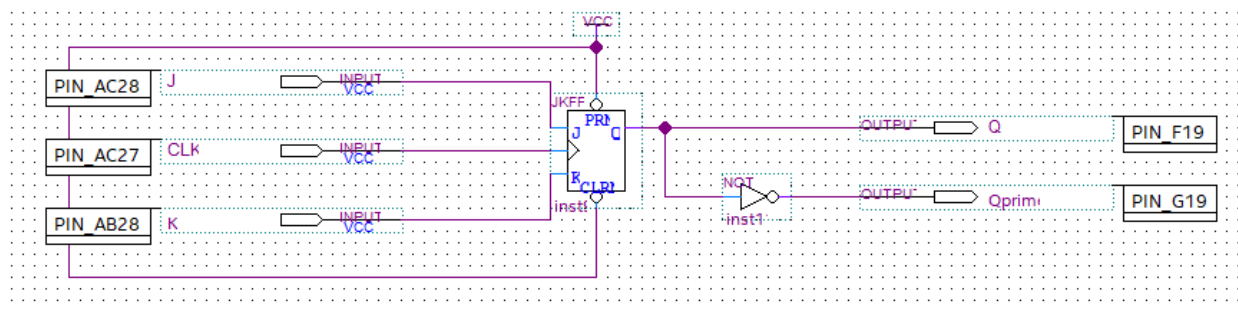 VCC
PIN_AC28
J
INPUT
VCC
JKFF
PRN
J
Q
OUTPUT
Q
PIN_F19
PIN_AC27
CLK
INPUT
VCC
K
CLRN
NOT
OUTPUT
Qprime
PIN_G19
PIN_AB28
K
INPUT
VCC
inst1